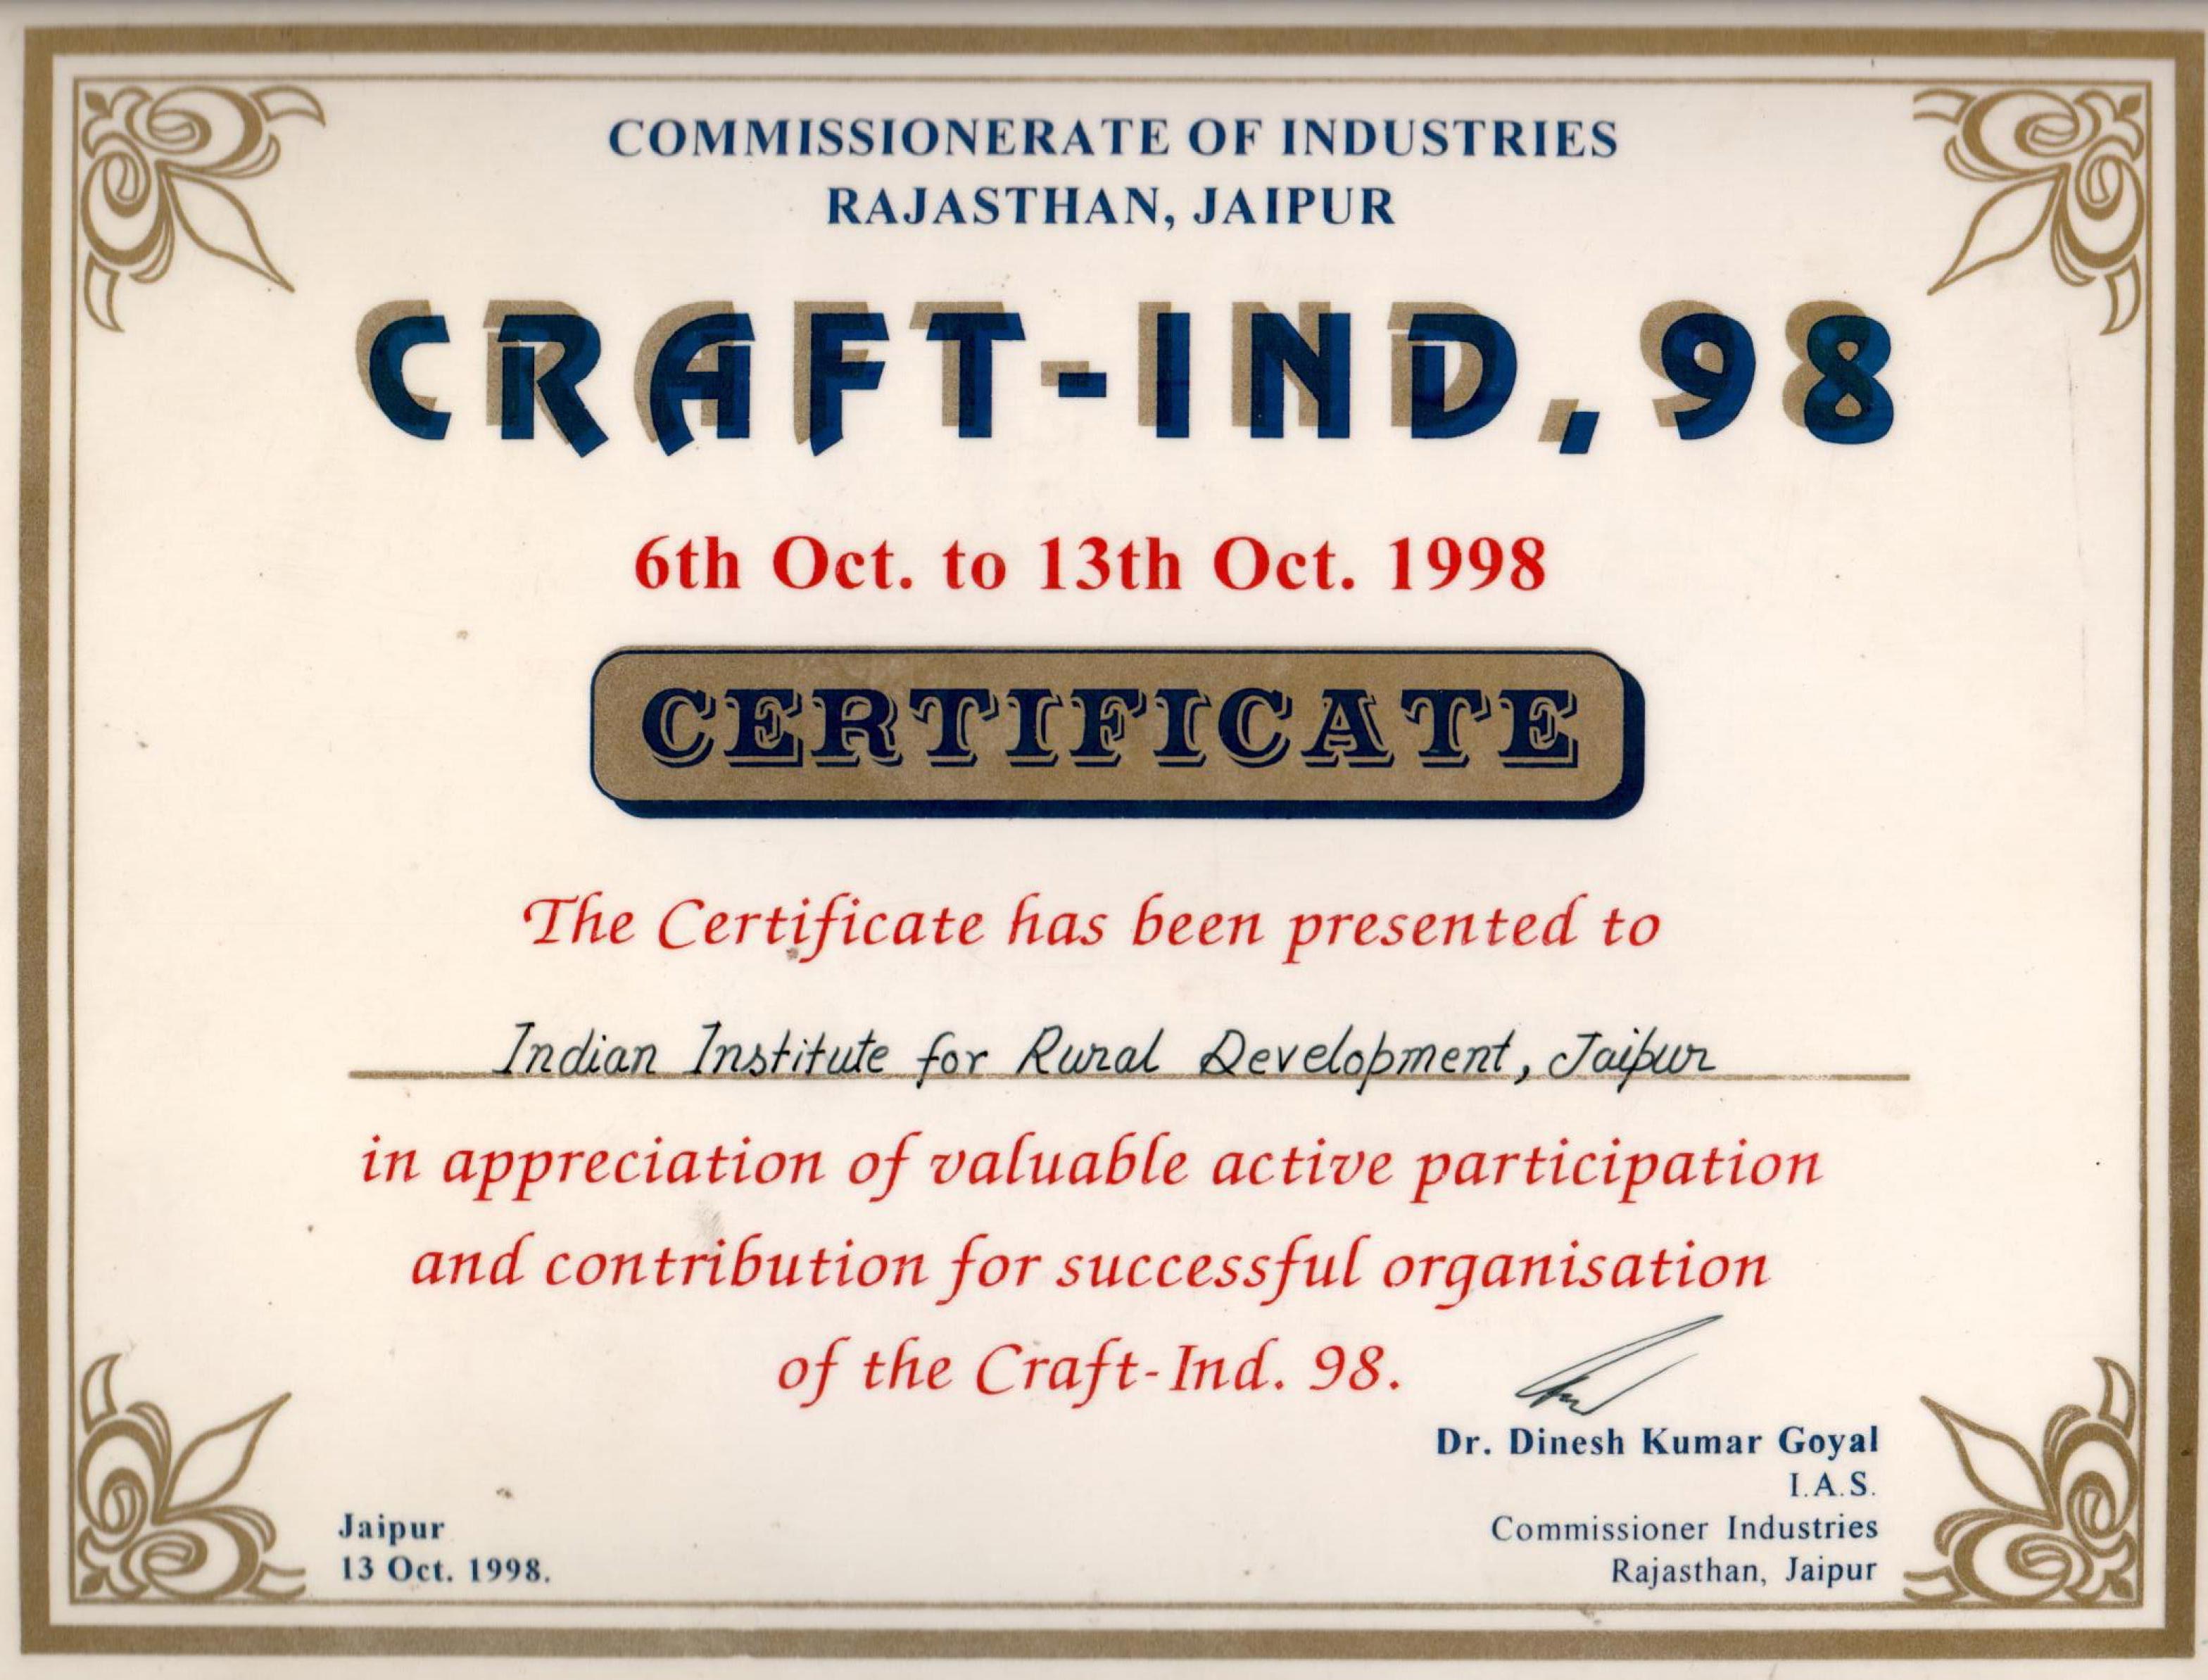 COMMISSIONERATE OF INDUSTRIES
RAJASTHAN, JAIPUR
CRAFT-IND, 98
6th Oct. to 13th Oct. 1998
CERTIFICATE
The Certificate has been presented to
Indian Institute for Rural Development, Jaipur
in appreciation of valuable active participation
and contribution for successful organisation
of the Craft-Ind. 98.
Dr. Dinesh Kumar Goyal
I.A.S.
Commissioner Industries
Rajasthan, Jaipur
Jaipur
13 Oct. 1998.